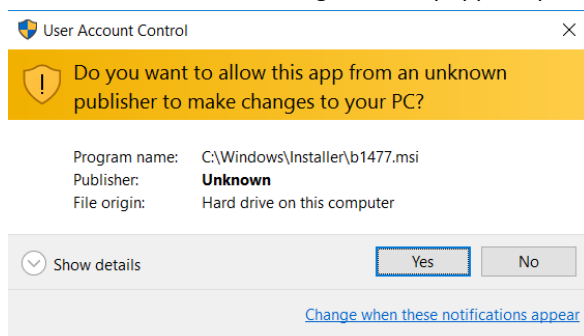 User Account Control
Do you want to allow this app from an unknown
publisher to make changes to your PC?
Program name: C:\Windows\Installer\b1477.msi
Publisher: Unknown
File origin: Hard drive on this computer
Show details
Yes
No
Change when these notifications appear